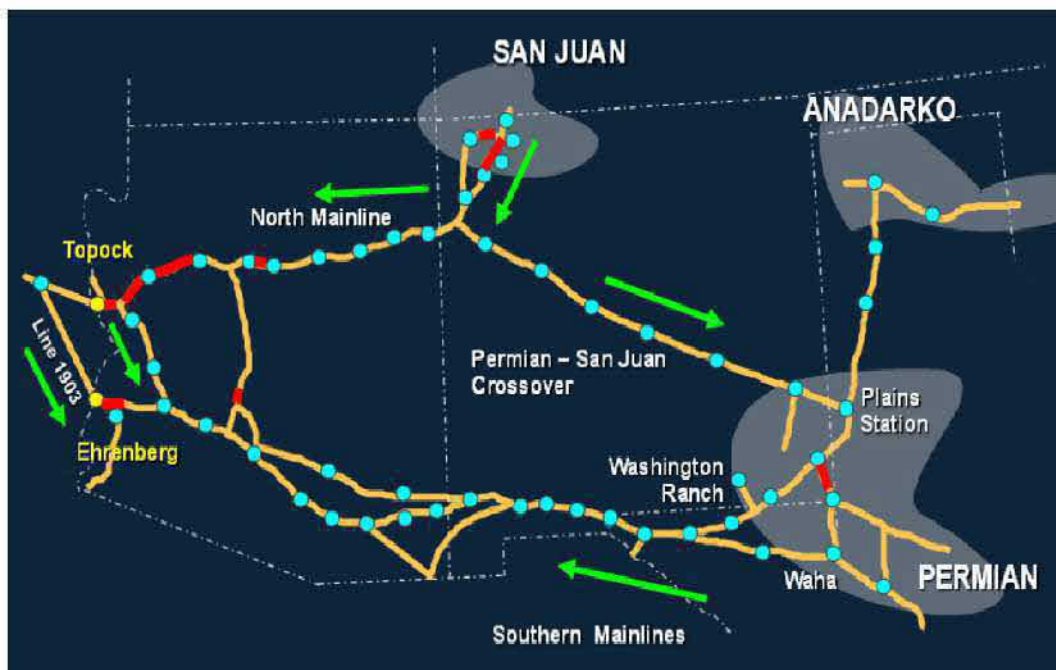 SAN JUAN
ANADARKO
North Mainline
Topock
Line 1903
Permian – San Juan
Crossover
Plains
Station
Ehrenberg
Washington
Ranch
Waha
PERMIAN
Southern Mainlines